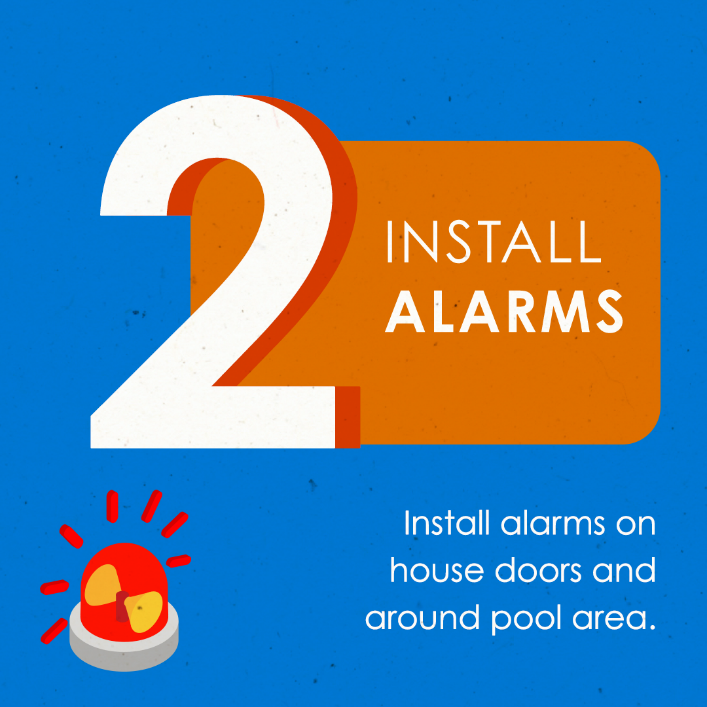 2
INSTALL
ALARMS
Install alarms on
house doors and
around pool area.